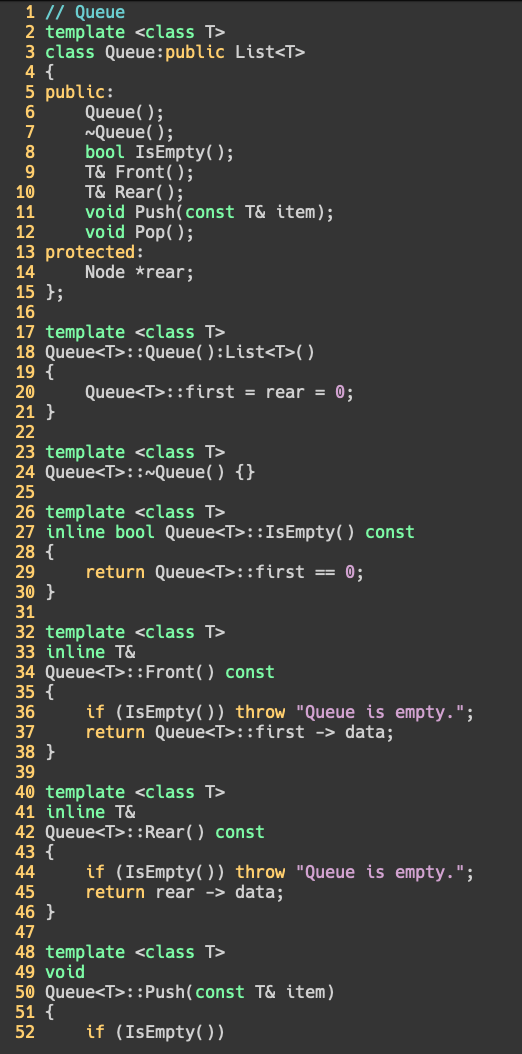 1 // Queue
2 template <class T>
3 class Queue:public List<T>
4 {
5 public:
6     Queue();
7     ~Queue();
8     bool IsEmpty();
9     T& Front();
10     T& Rear();
11     void Push(const T& item);
12     void Pop();
13 protected:
14     Node *rear;
15 };
16
17 template <class T>
18 Queue<T>::Queue():List<T>()
19 {
20     Queue<T>::first = rear = 0;
21 }
22
23 template <class T>
24 Queue<T>::~Queue() {}
25
26 template <class T>
27 inline bool Queue<T>::IsEmpty() const
28 {
29     return Queue<T>::first == 0;
30 }
31
32 template <class T>
33 inline T&
34 Queue<T>::Front() const
35 {
36     if (IsEmpty()) throw "Queue is empty.";
37     return Queue<T>::first -> data;
38 }
39
40 template <class T>
41 inline T&
42 Queue<T>::Rear() const
43 {
44     if (IsEmpty()) throw "Queue is empty.";
45     return rear -> data;
46 }
47
48 template <class T>
49 void
50 Queue<T>::Push(const T& item)
51 {
52     if (IsEmpty())